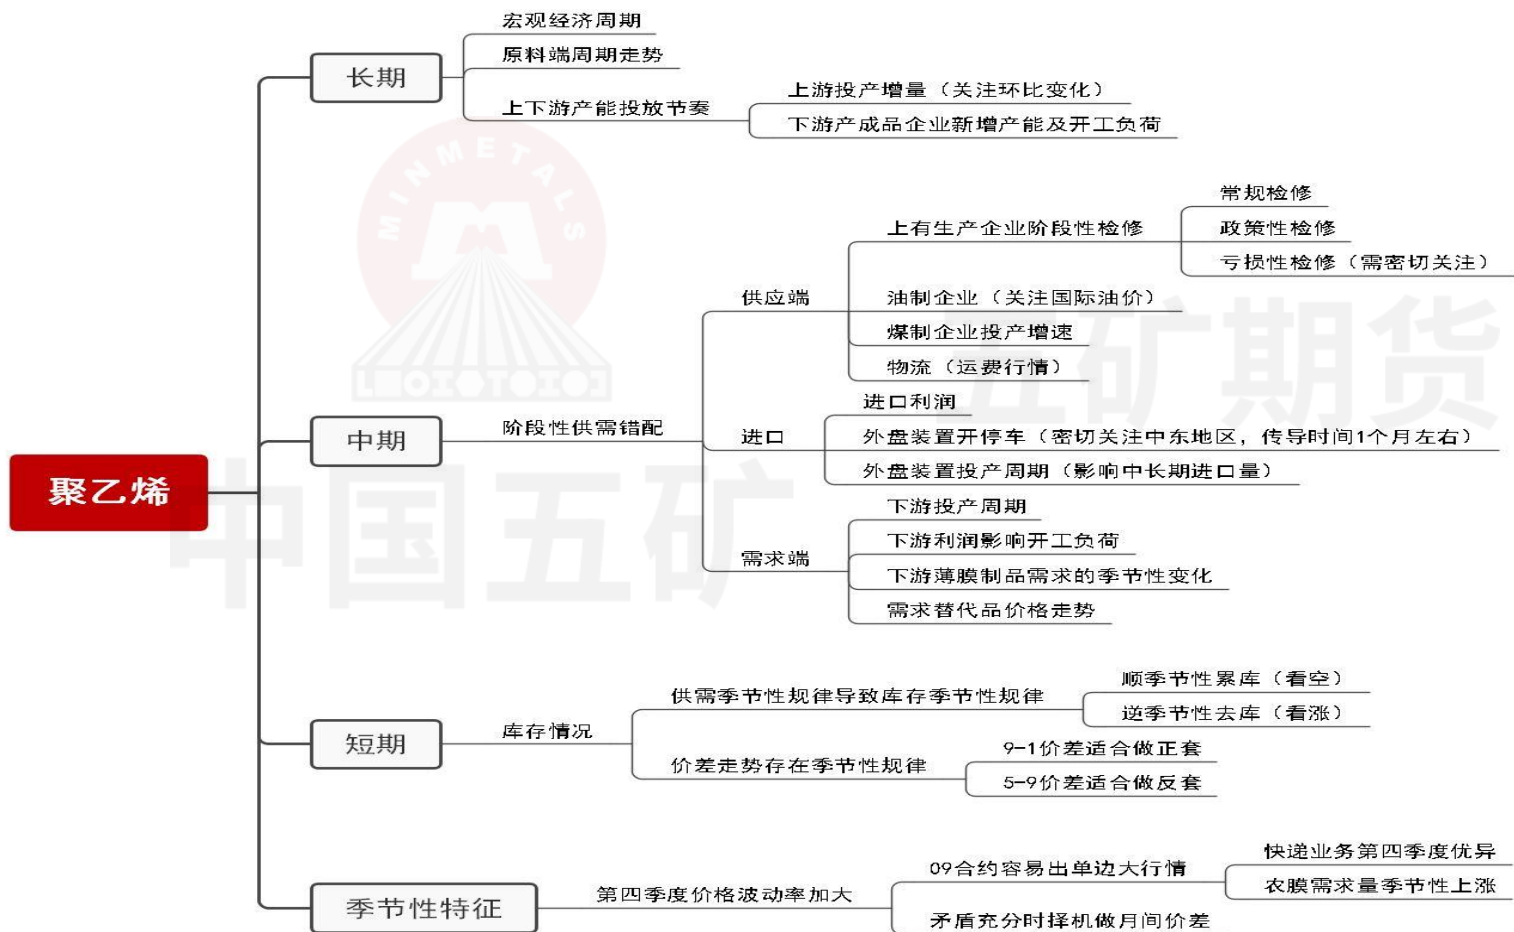 聚乙烯
长期
宏观经济周期
原料端周期走势
上下游产能投放节奏
上游投产增量（关注环比变化）
下游产成品企业新增产能及开工负荷
中期
阶段性供需错配
供应端
上有生产企业阶段性检修
常规检修
政策性检修
亏损性检修（需密切关注）
油制企业（关注国际油价）
煤制企业投产增速
物流（运费行情）
进口
进口利润
外盘装置开停车（密切关注中东地区，传导时间1个月左右）
外盘装置投产周期（影响中长期进口量）
需求端
下游投产周期
下游利润影响开工负荷
下游薄膜制品需求的季节性变化
需求替代品价格走势
短期
库存情况
供需季节性规律导致库存季节性规律
顺季节性累库（看空）
逆季节性去库（看涨）
价差走势存在季节性规律
9-1价差适合做正套
5-9价差适合做反套
季节性特征
第四季度价格波动率加大
09合约容易出单边大行情
快递业务第四季度优异
农膜需求量季节性上涨
矛盾充分时择机做月间价差
MINMETALS
中国五矿
五矿期货